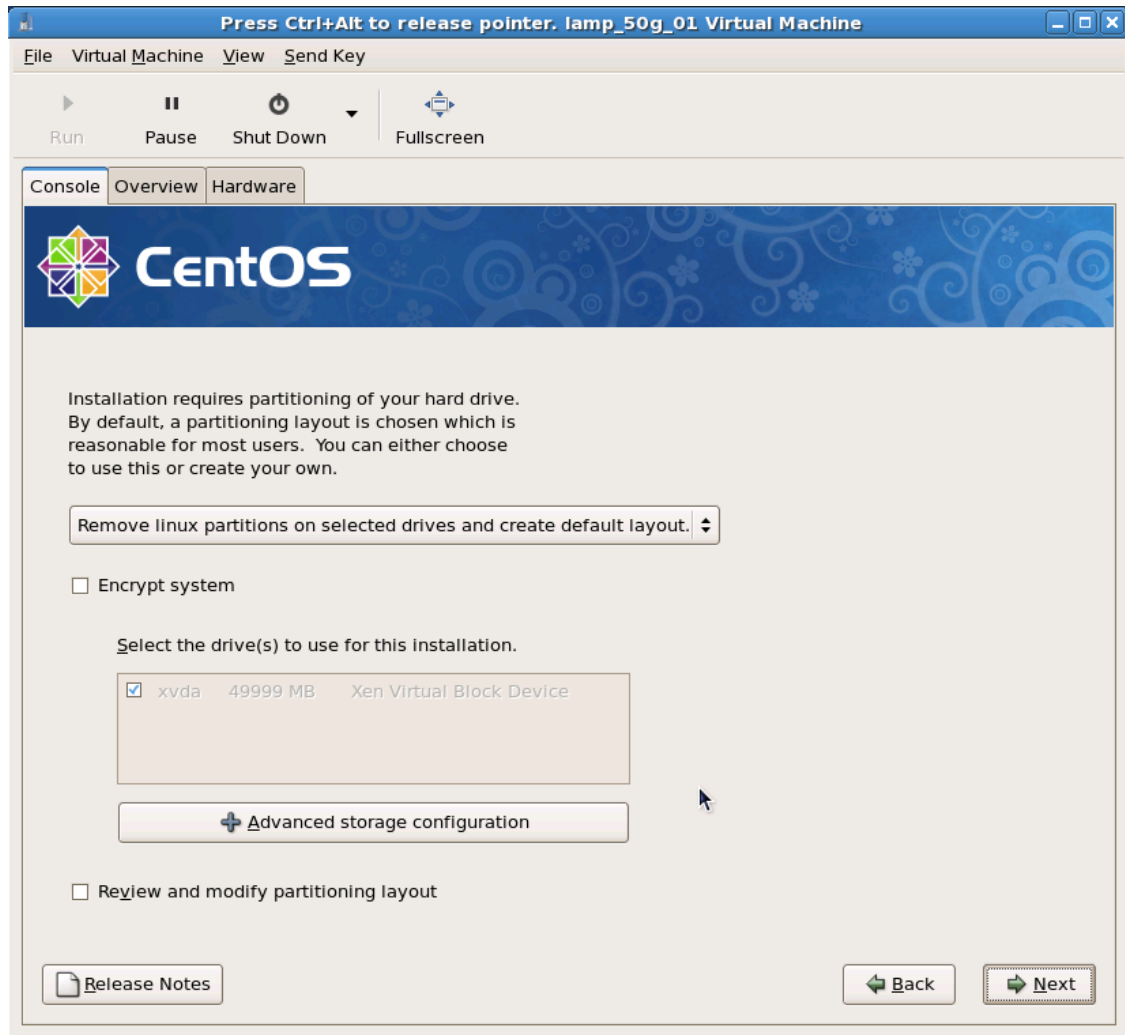 Press Ctrl+Alt to release pointer. lamp_50g_01 Virtual Machine
File Virtual Machine View Send Key
Run Pause Shut Down Fullscreen
Console Overview Hardware
CentOS
Installation requires partitioning of your hard drive.
By default, a partitioning layout is chosen which is
reasonable for most users. You can either choose
to use this or create your own.
Remove linux partitions on selected drives and create default layout.
Encrypt system
Select the drive(s) to use for this installation.
xvda 49999 MB Xen Virtual Block Device
Advanced storage configuration
Review and modify partitioning layout
Release Notes Back Next